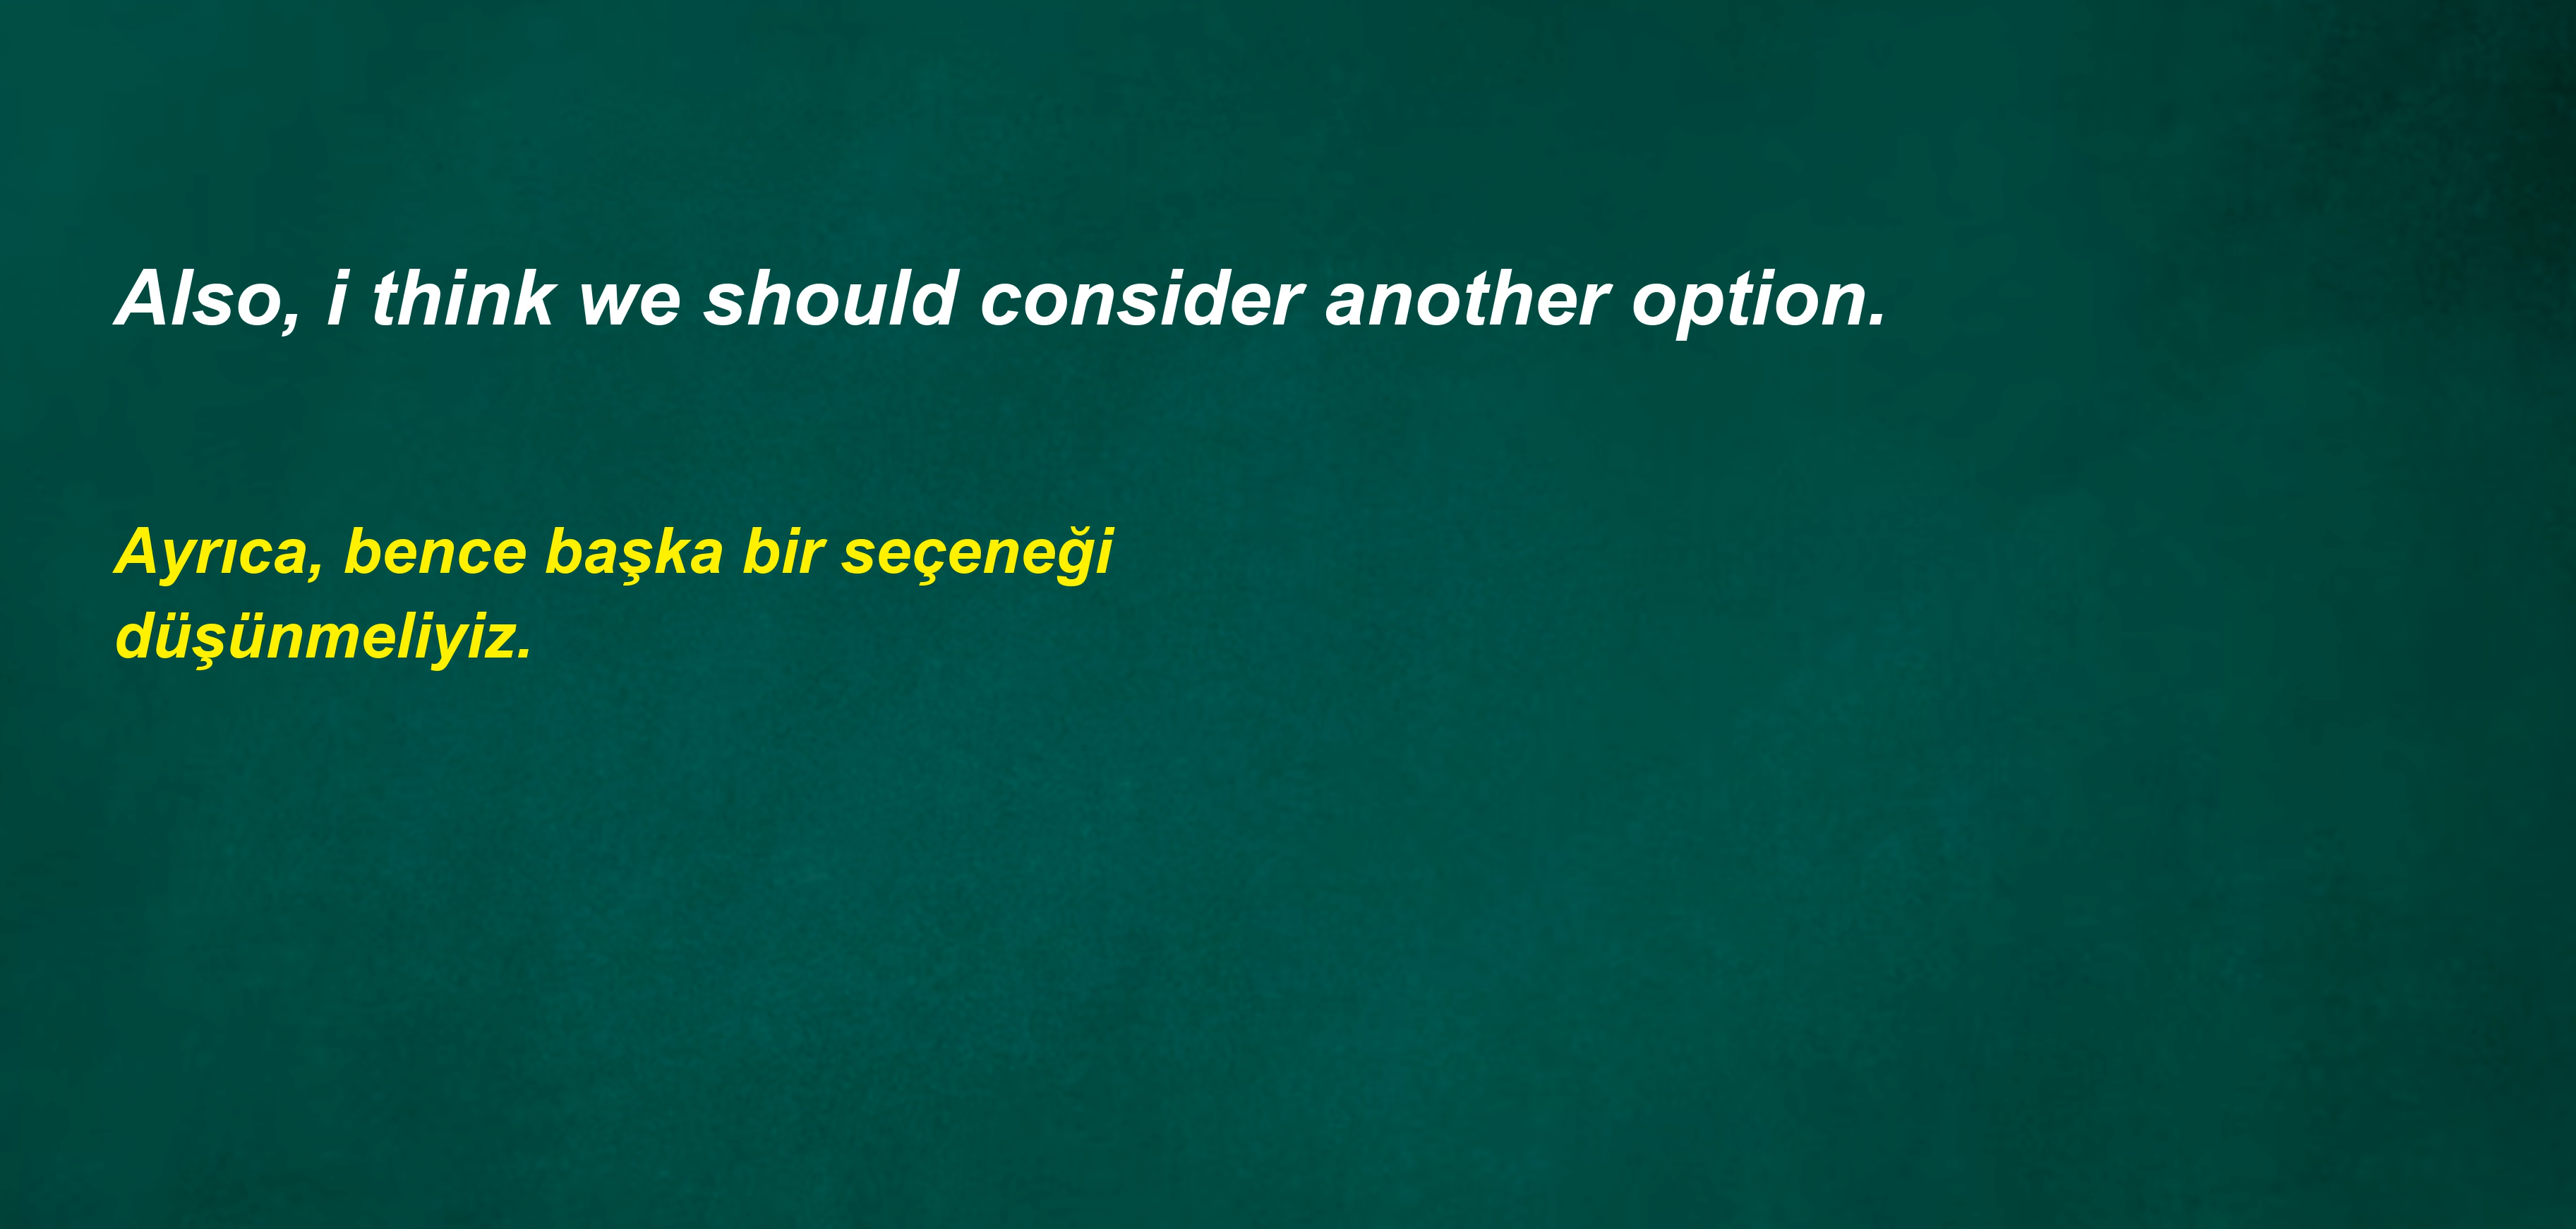 Also, i think we should consider another option.
Ayrıca, bence başka bir seçeneği
düşünmeliyiz.